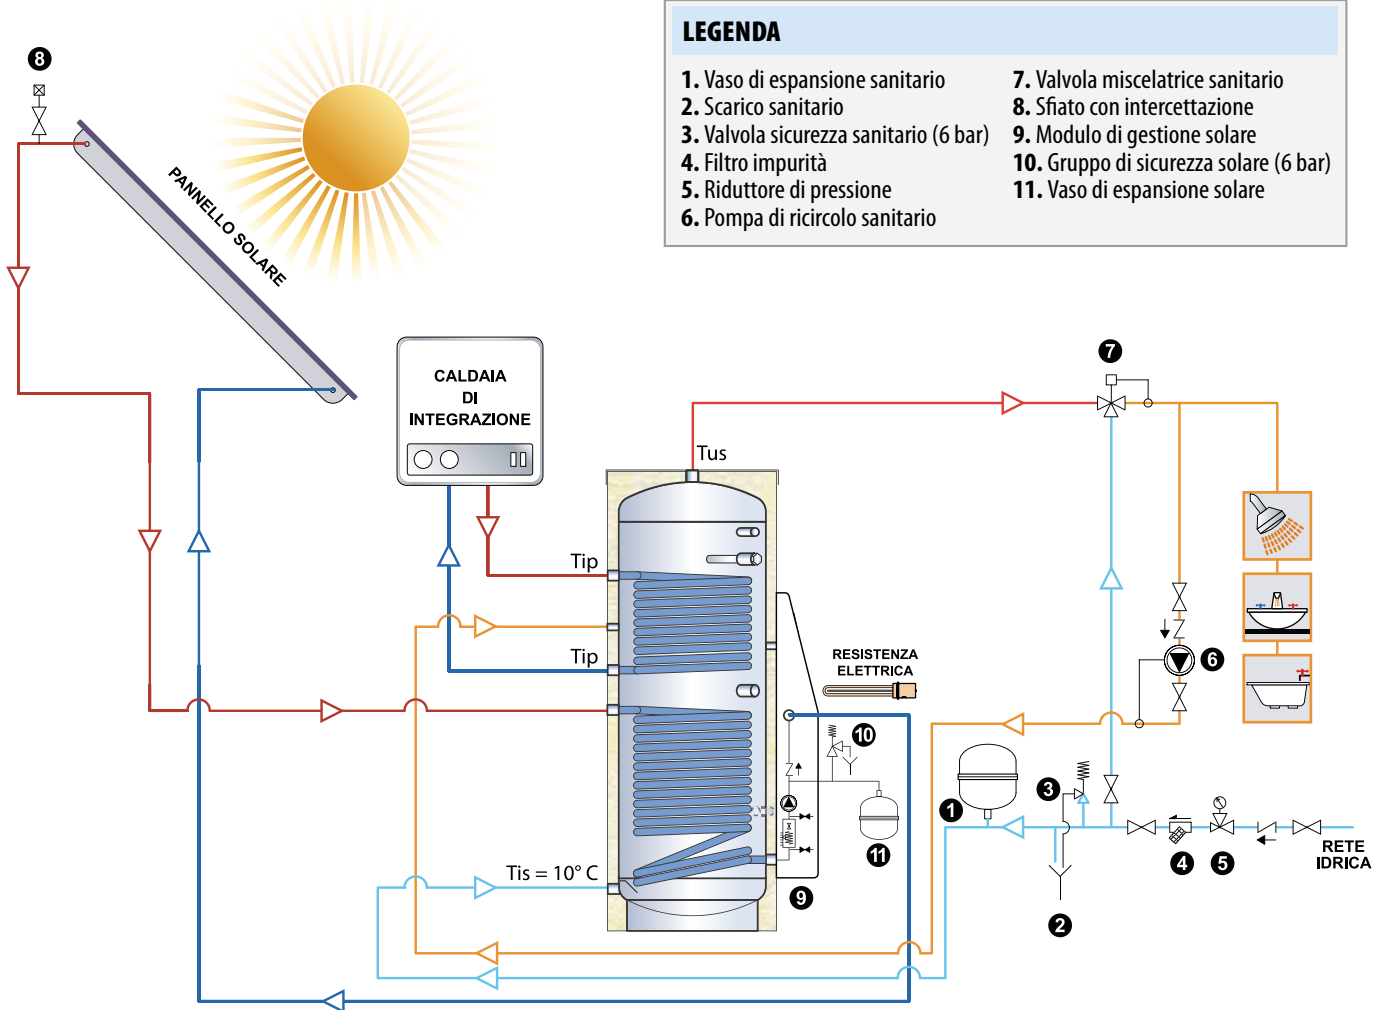 LEGENDA
1. Vaso di espansione sanitario
2. Scarico sanitario
3. Valvola sicurezza sanitario (6 bar)
4. Filtro impurità
5. Riduttore di pressione
6. Pompa di ricircolo sanitario
7. Valvola miscelatrice sanitario
8. Sfiato con intercettazione
9. Modulo di gestione solare
10. Gruppo di sicurezza solare (6 bar)
11. Vaso di espansione solare
8
PANNELLO SOLARE
CALDAIA
DI
INTEGRAZIONE
7
Tus
Tip
Tip
RESISTENZA
ELETTRICA
6
10
3
1
11
4
5
RETE
IDRICA
Tis = 10° C
9
2